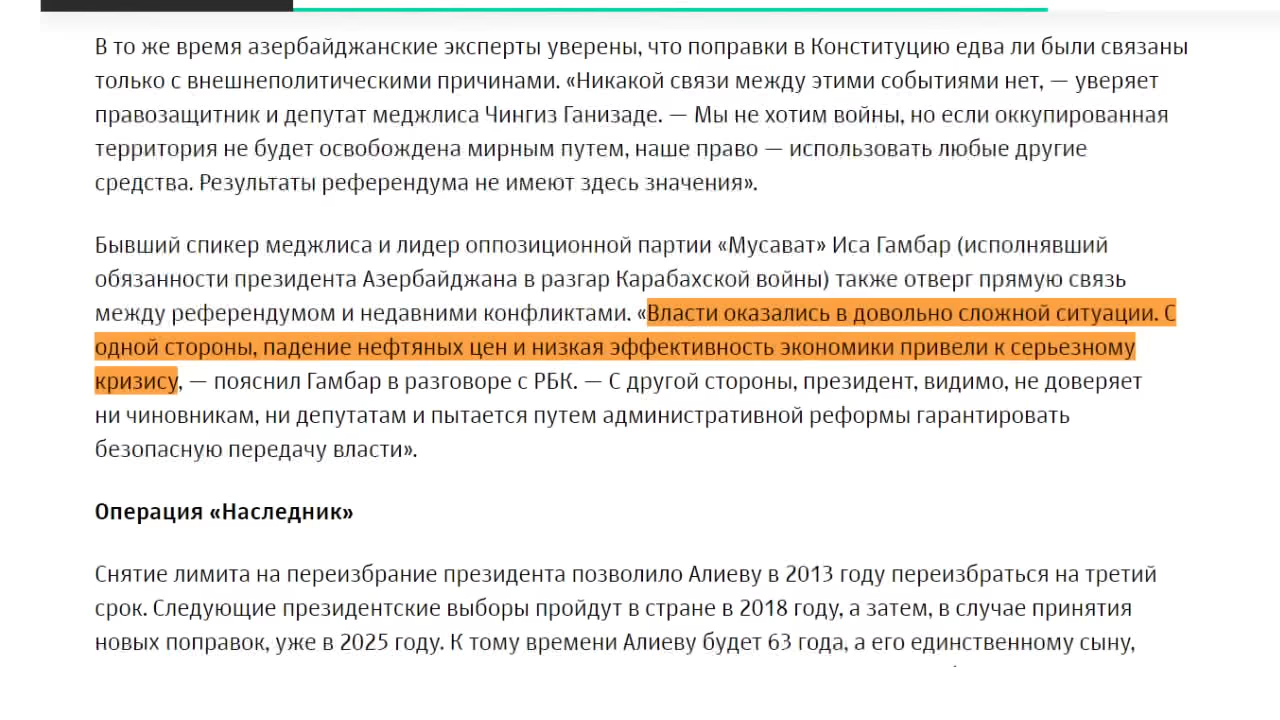 В то же время азербайджанские эксперты уверены, что поправки в Конституцию едва ли были связаны
только с внешнеполитическими причинами. «Никакой связи между этими событиями нет, — уверяет
правозащитник и депутат меджлиса Чингиз Ганизаде. — Мы не хотим войны, но если оккупированная
территория не будет освобождена мирным путем, наше право — использовать любые другие
средства. Результаты референдума не имеют здесь значения».
Бывший спикер меджлиса и лидер оппозиционной партии «Мусават» Иса Гамбар (исполнявший
обязанности президента Азербайджана в разгар Карабахской войны) также отверг прямую связь
между референдумом и недавними конфликтами. «Власти оказались в довольно сложной ситуации. С
одной стороны, падение нефтяных цен и низкая эффективность экономики привели к серьезному
кризису, — пояснил Гамбар в разговоре с РБК. — С другой стороны, президент, видимо, не доверяет
ни чиновникам, ни депутатам и пытается путем административной реформы гарантировать
безопасную передачу власти».
Операция «Наследник»
Снятие лимита на переизбрание президента позволило Алиеву в 2013 году переизбраться на третий
срок. Следующие президентские выборы пройдут в стране в 2018 году, а затем, в случае принятия
новых поправок, уже в 2025 году. К тому времени Алиеву будет 63 года, а его единственному сыну,